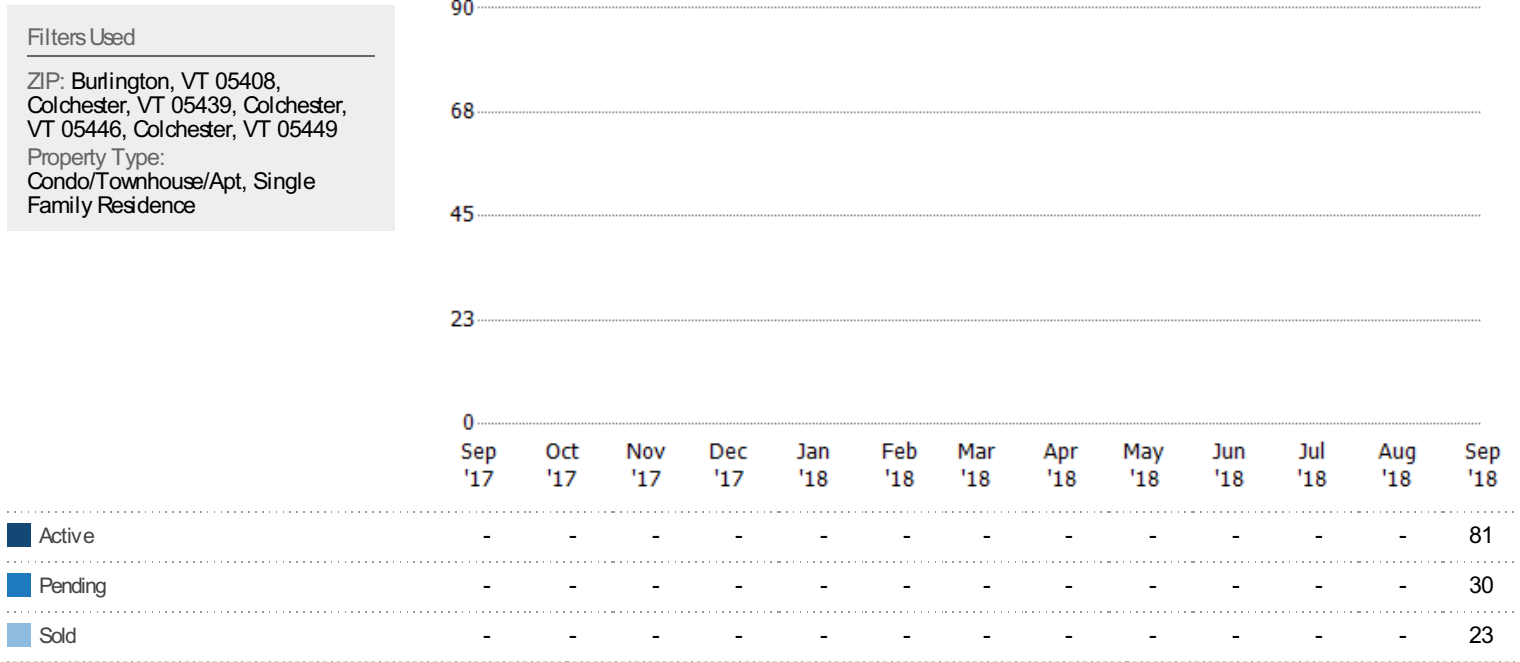 Filters Used
ZIP: Burlington, VT 05408,
Colchester, VT 05439, Colchester,
VT 05446, Colchester, VT 05449
Property Type:
Condo/Townhouse/Apt, Single
Family Residence
90
68
45
23
0
Sep Oct Nov Dec Jan Feb Mar Apr May Jun Jul Aug Sep
'17 '17 '17 '17 '18 '18 '18 '18 '18 '18 '18 '18 '18
Active - - - - - - - - - - - - 81
Pending - - - - - - - - - - - - 30
Sold - - - - - - - - - - - - 23